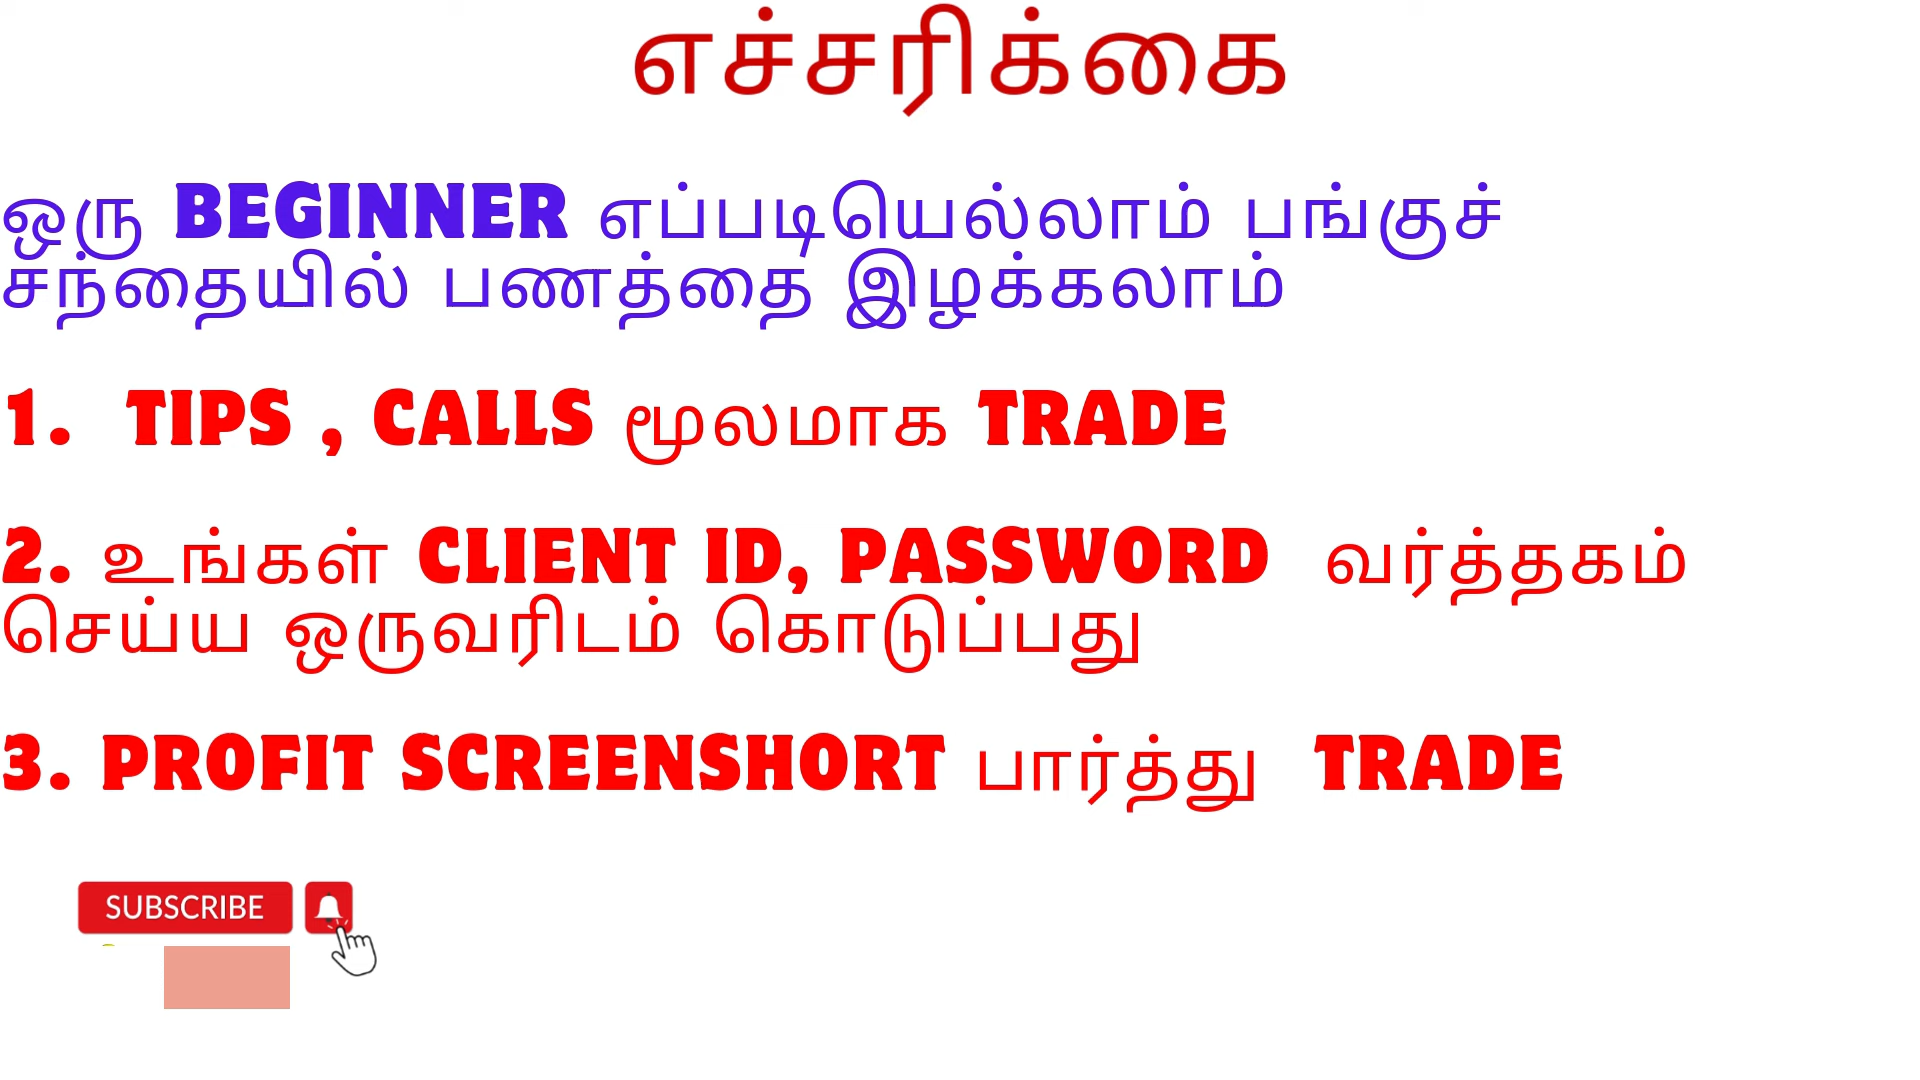 எச்சரிக்கை
ஒரு BEGINNER எப்படியெல்லாம் பங்குச்
சந்தையில் பணத்தை இழக்கலாம்
1. TIPS , CALLS மூலமாக TRADE
2. உங்கள் CLIENT ID, PASSWORD வர்த்தகம்
செய்ய ஒருவரிடம் கொடுப்பது
3. PROFIT SCREENSHORT பார்த்து TRADE
SUBSCRIBE